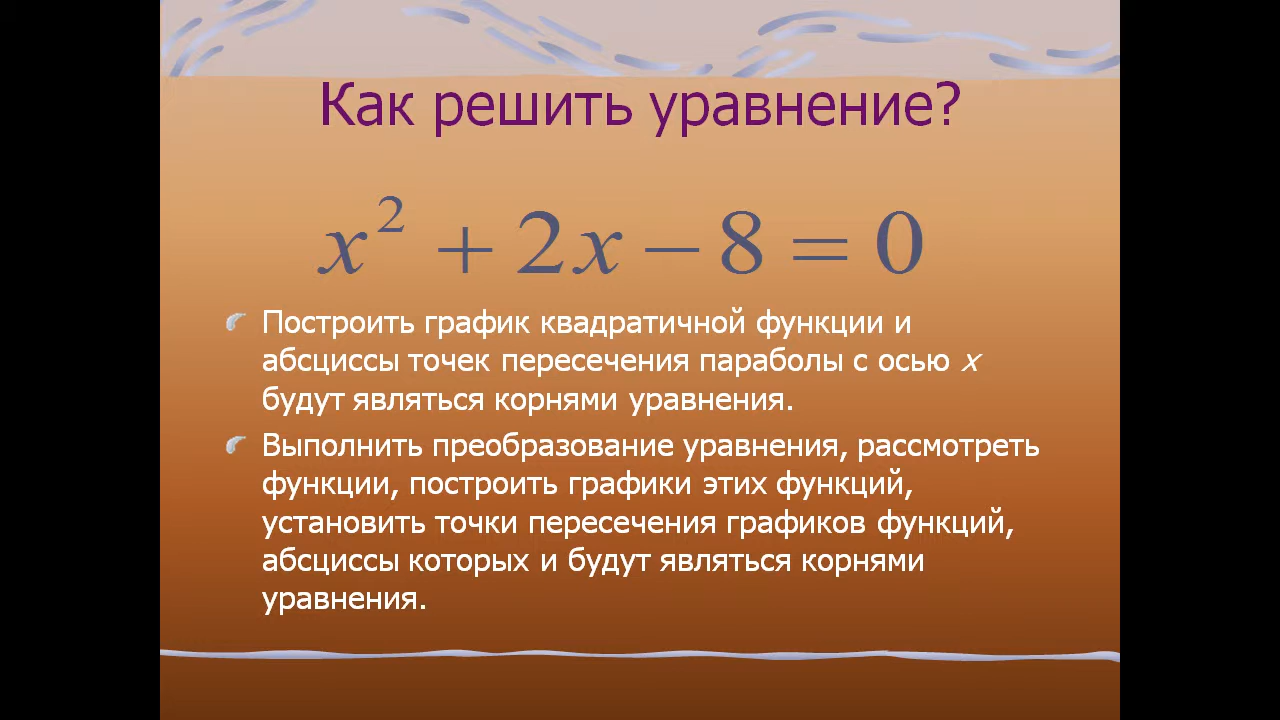 Как решить уравнение?
x² + 2x − 8 = 0
Построить график квадратичной функции и
абсциссы точек пересечения параболы с осью x
будут являться корнями уравнения.
Выполнить преобразование уравнения, рассмотреть
функции, построить графики этих функций,
установить точки пересечения графиков функций,
абсциссы которых и будут являться корнями
уравнения.